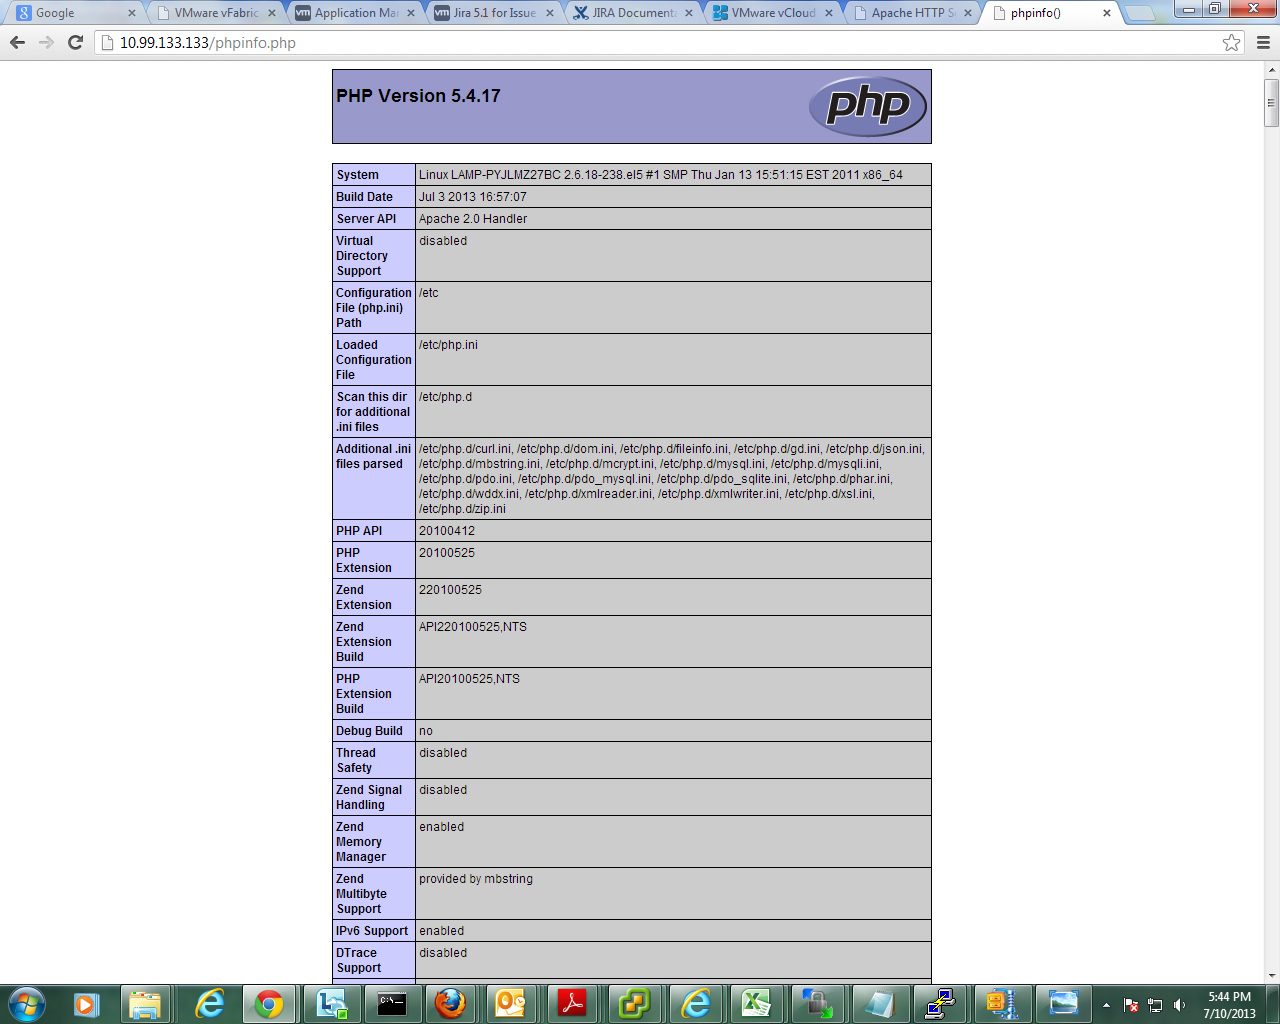 Google
VMware vFabric
Application Ma
Jira 5.1 for Issue
JIRA Documenta
VMware vCloud
Apache HTTP S
phpinfo()
10.99.133.133/phpinfo.php
PHP Version 5.4.17
php
System Linux LAMP-PYJLMZ27BC 2.6.18-238.el5 #1 SMP Thu Jan 13 15:51:15 EST 2011 x86_64
Build Date Jul 3 2013 16:57:07
Server API Apache 2.0 Handler
Virtual disabled
Directory
Support
Configuration /etc
File (php.ini)
Path
Loaded /etc/php.ini
Configuration
File
Scan this dir /etc/php.d
for additional
.ini files
Additional .ini /etc/php.d/curl.ini, /etc/php.d/dom.ini, /etc/php.d/fileinfo.ini, /etc/php.d/gd.ini, /etc/php.d/json.ini,
files parsed /etc/php.d/mbstring.ini, /etc/php.d/mcrypt.ini, /etc/php.d/mysql.ini, /etc/php.d/mysqli.ini,
/etc/php.d/pdo.ini, /etc/php.d/pdo_mysql.ini, /etc/php.d/pdo_sqlite.ini, /etc/php.d/phar.ini,
/etc/php.d/wddx.ini, /etc/php.d/xmlreader.ini, /etc/php.d/xmlwriter.ini, /etc/php.d/xsl.ini,
/etc/php.d/zip.ini
PHP API 20100412
PHP 20100525
Extension
Zend 220100525
Extension
Zend API220100525,NTS
Extension
Build
PHP API20100525,NTS
Extension
Build
Debug Build no
Thread disabled
Safety
Zend Signal disabled
Handling
Zend enabled
Memory
Manager
Zend provided by mbstring
Multibyte
Support
IPv6 Support enabled
DTrace disabled
Support
5:44 PM
7/10/2013